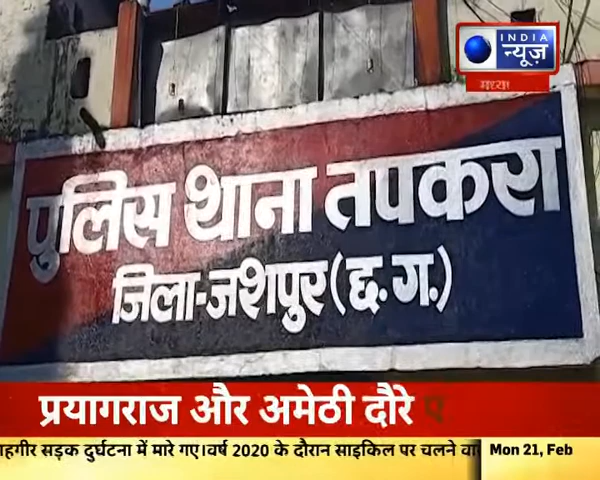 INDIA
न्यूज़
मध्य
पुलिस थाना तपकरा
जिला-जशपुर (छ.ग.)
प्रयागराज और अमेठी दौरे
हगीर सड़क दुर्घटना में मारे गए।वर्ष 2020 के दौरान साइकिल पर चलने वा
Mon 21, Feb